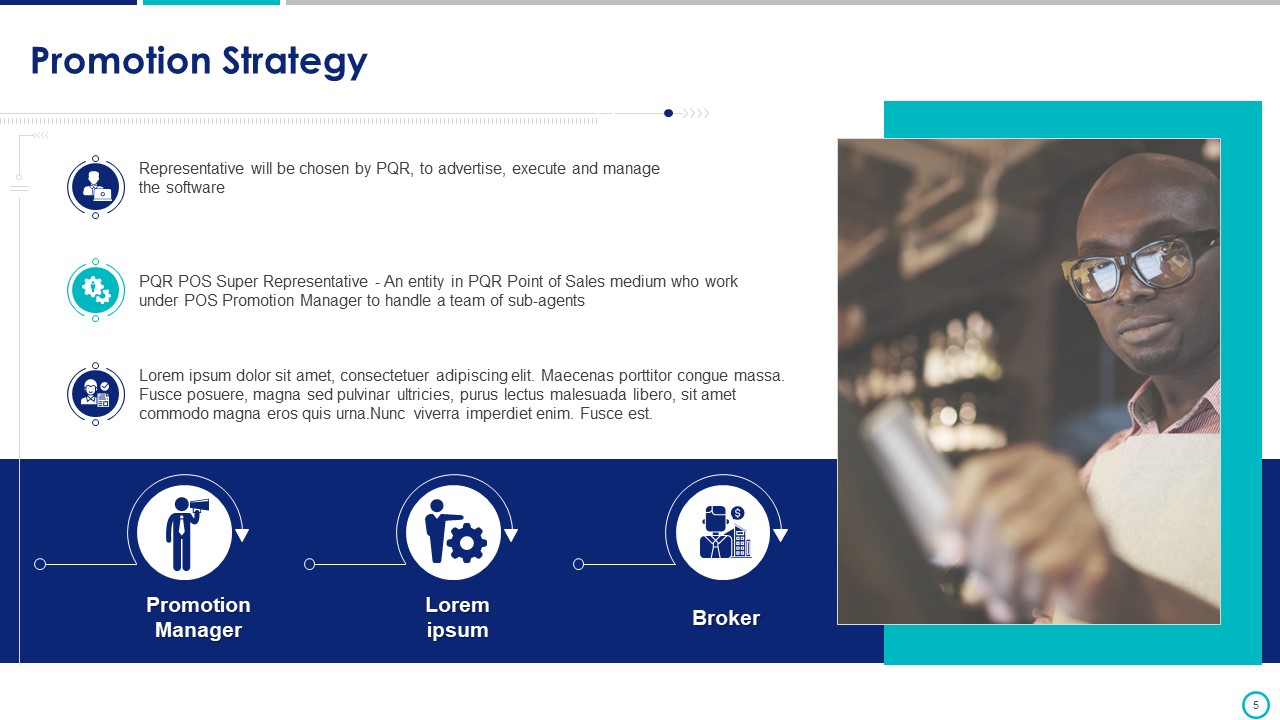 Promotion Strategy
Representative will be chosen by PQR, to advertise, execute and manage
the software
PQR POS Super Representative - An entity in PQR Point of Sales medium who work
under POS Promotion Manager to handle a team of sub-agents
Lorem ipsum dolor sit amet, consectetuer adipiscing elit. Maecenas porttitor congue massa.
Fusce posuere, magna sed pulvinar ultricies, purus lectus malesuada libero, sit amet
commodo magna eros quis urna.Nunc viverra imperdiet enim. Fusce est.
Promotion
Manager
Lorem
ipsum
$
Broker
5